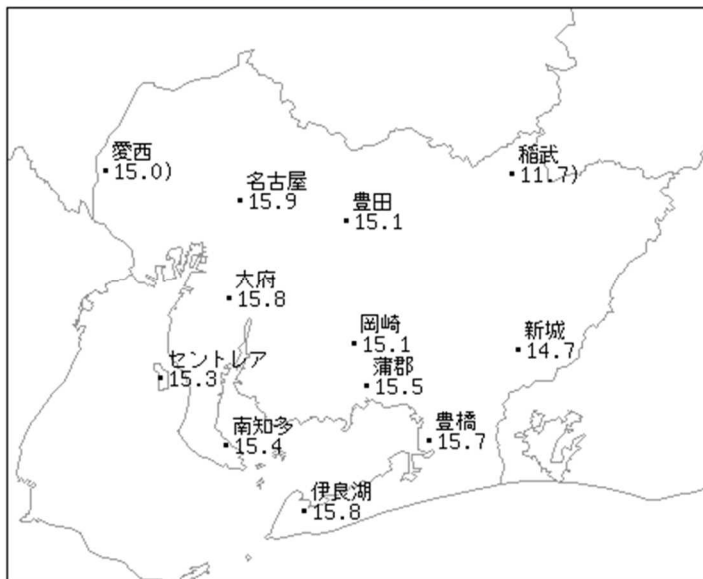 愛西
15.0)
稲武
11.7)
名古屋
15.9
豊田
15.1
大府
15.8
岡崎
15.1
新城
14.7
セントレア
15.3
蒲郡
15.5
南知多
15.4
豊橋
15.7
伊良湖
15.8